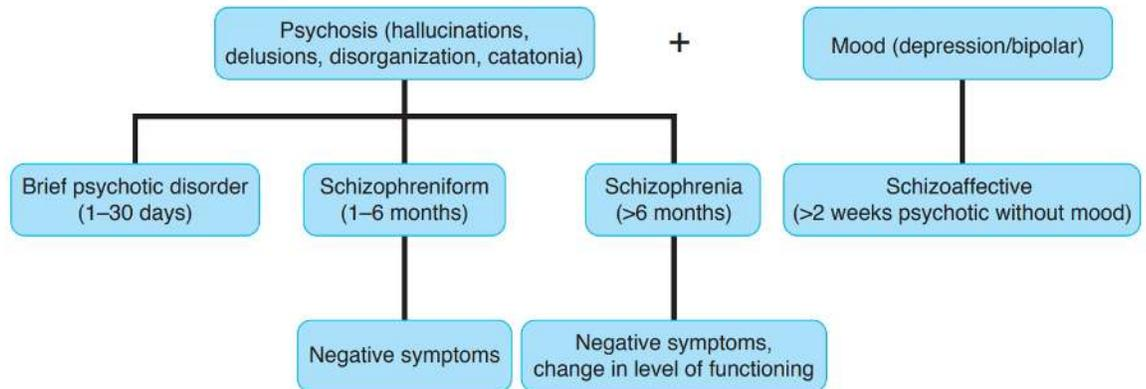 Psychosis (hallucinations,
delusions, disorganization, catatonia)
+
Mood (depression/bipolar)
Brief psychotic disorder
(1–30 days)
Schizophreniform
(1–6 months)
Schizophrenia
(>6 months)
Schizoaffective
(>2 weeks psychotic without mood)
Negative symptoms
Negative symptoms,
change in level of functioning